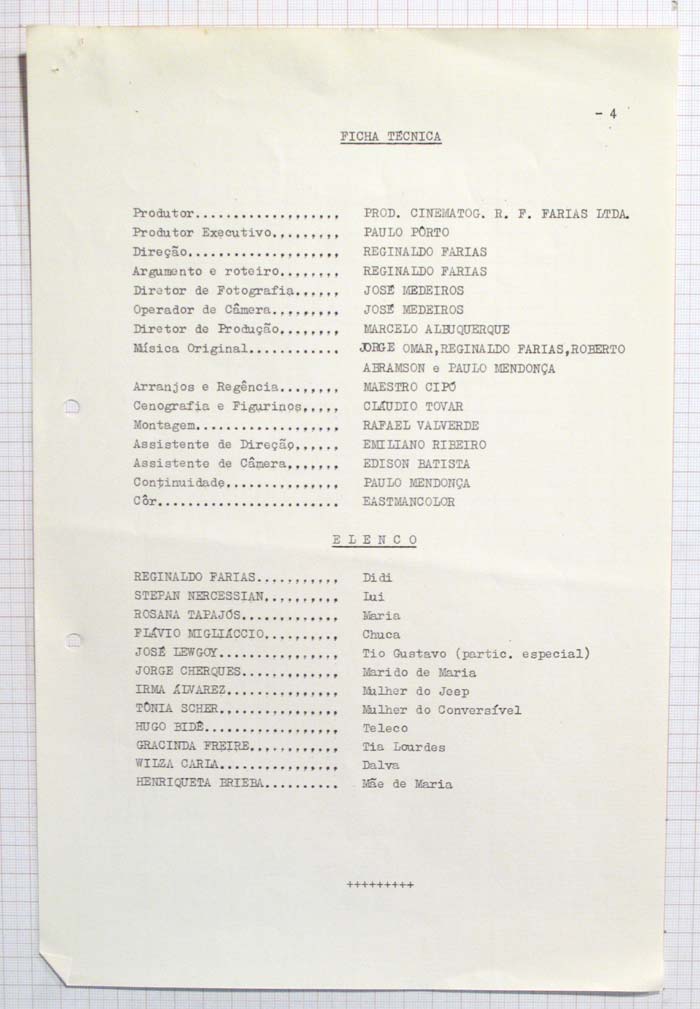 - 4
FICHA TÉCNICA
Produtor................... PROD. CINEMATOG. R. F. FARIAS LTDA.
Produtor Executivo......... PAULO PÔRTO
Direção.................... REGINALDO FARIAS
Argumento e roteiro........ REGINALDO FARIAS
Diretor de Fotografia...... JOSÉ MEDEIROS
Operador de Câmera......... JOSÉ MEDEIROS
Diretor de Produção........ MARCELO ALBUQUERQUE
Mísica Original............ JORGE OMAR,REGINALDO FARIAS,ROBERTO
ABRAMSON e PAULO MENDONÇA
Arranjos e Regência........ MAESTRO CIPÓ
Cenografia e Figurinos..... CLÁUDIO TOVAR
Montagem................... RAFAEL VALVERDE
Assistente de Direção...... EMILIANO RIBEIRO
Assistente de Câmera....... EDISON BATISTA
Continuidade............... PAULO MENDONÇA
Côr........................ EASTMANCOLOR
E L E N C O
REGINALDO FARIAS........... Didi
STEPAN NERCESSIAN.......... Lui
ROSANA TAPAJÓS............. Maria
FLÁVIO MIGLIÁCCIO.......... Chuca
JOSÉ LEWGOY................ Tio Gustavo (partic. especial)
JORGE CHERQUES............. Marido de Maria
IRMA ÁLVAREZ............... Mulher do Jeep
TÔNIA SCHER................ Mulher do Conversível
HUGO BIDÊ.................. Teleco
GRACINDA FREIRE............ Tia Lourdes
WILZA CARLA................ Dalva
HENRIQUETA BRIEBA.......... Mãe de Maria
+++++++++